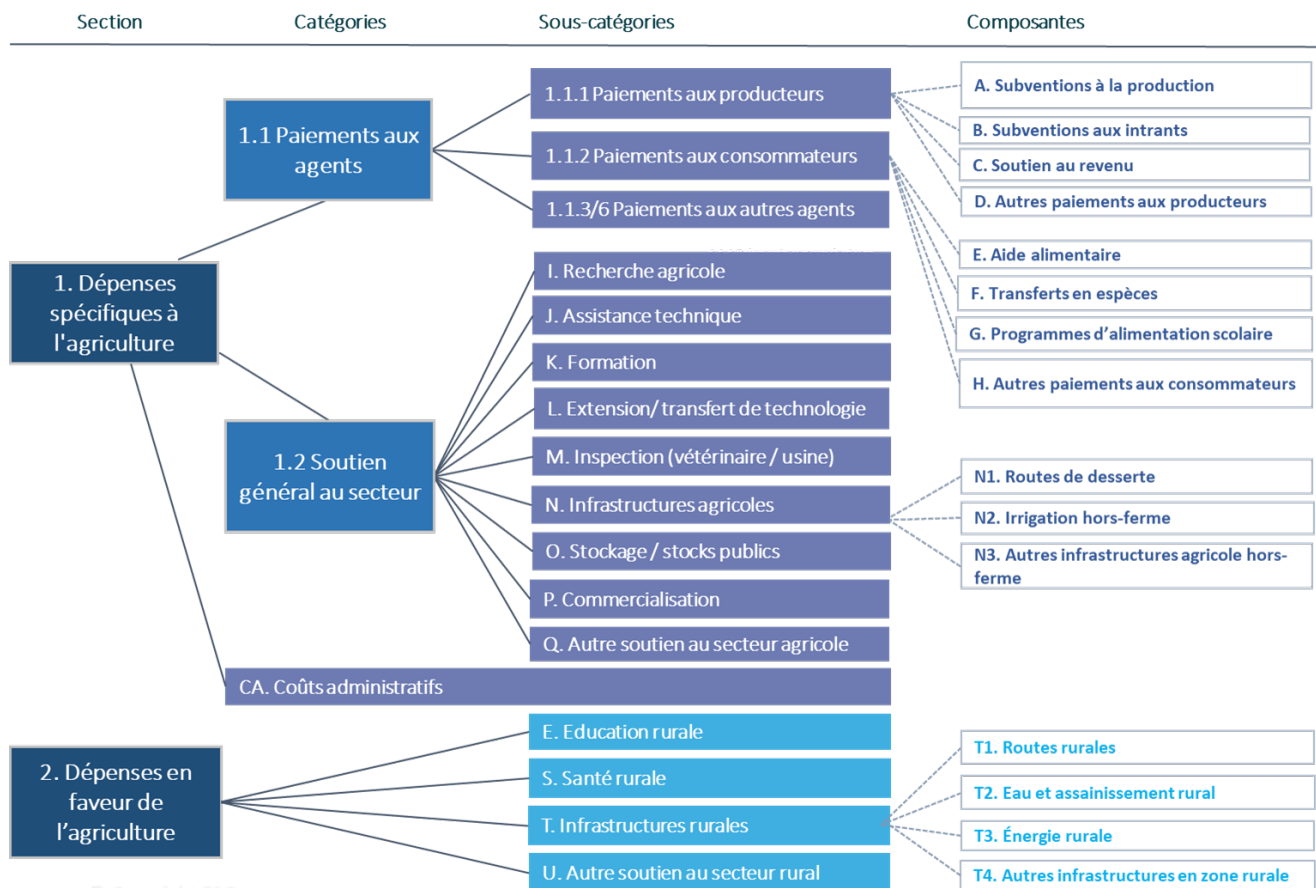 Section
Catégories
Sous-catégories
Composantes
1. Dépenses
spécifiques à
l'agriculture
1.1 Paiements aux
agents
1.1.1 Paiements aux producteurs
1.1.2 Paiements aux consommateurs
1.1.3/6 Paiements aux autres agents
A. Subventions à la production
B. Subventions aux intrants
C. Soutien au revenu
D. Autres paiements aux producteurs
E. Aide alimentaire
F. Transferts en espèces
G. Programmes d'alimentation scolaire
H. Autres paiements aux consommateurs
1.2 Soutien
général au secteur
I. Recherche agricole
J. Assistance technique
K. Formation
L. Extension/ transfert de technologie
M. Inspection (vétérinaire / usine)
N. Infrastructures agricoles
O. Stockage / stocks publics
P. Commercialisation
Q. Autre soutien au secteur agricole
N1. Routes de desserte
N2. Irrigation hors-ferme
N3. Autres infrastructures agricole hors-
ferme
CA. Coûts administratifs
2. Dépenses en
faveur de
l’agriculture
E. Education rurale
S. Santé rurale
T. Infrastructures rurales
U. Autre soutien au secteur rural
T1. Routes rurales
T2. Eau et assainissement rural
T3. Énergie rurale
T4. Autres infrastructures en zone rurale